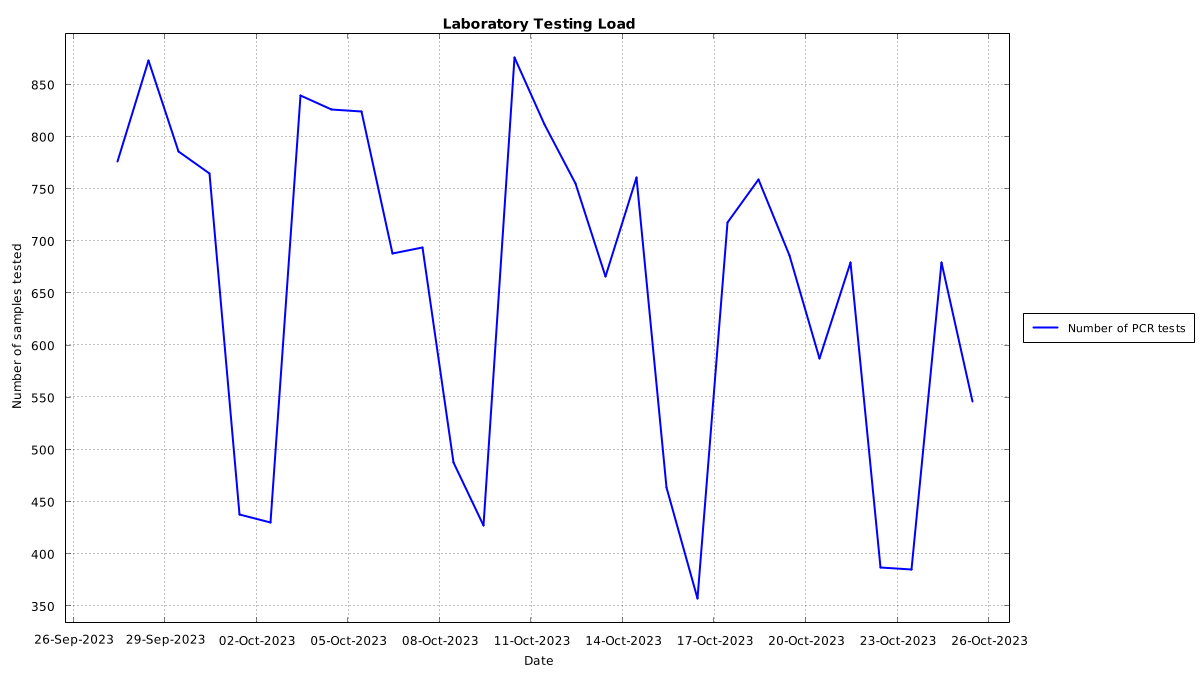 Laboratory Testing Load
850
800
750
700
650
600
550
500
450
400
350
Number of samples tested
26-Sep-2023 29-Sep-2023 02-Oct-2023 05-Oct-2023 08-Oct-2023 11-Oct-2023 14-Oct-2023 17-Oct-2023 20-Oct-2023 23-Oct-2023 26-Oct-2023
Date
Number of PCR tests